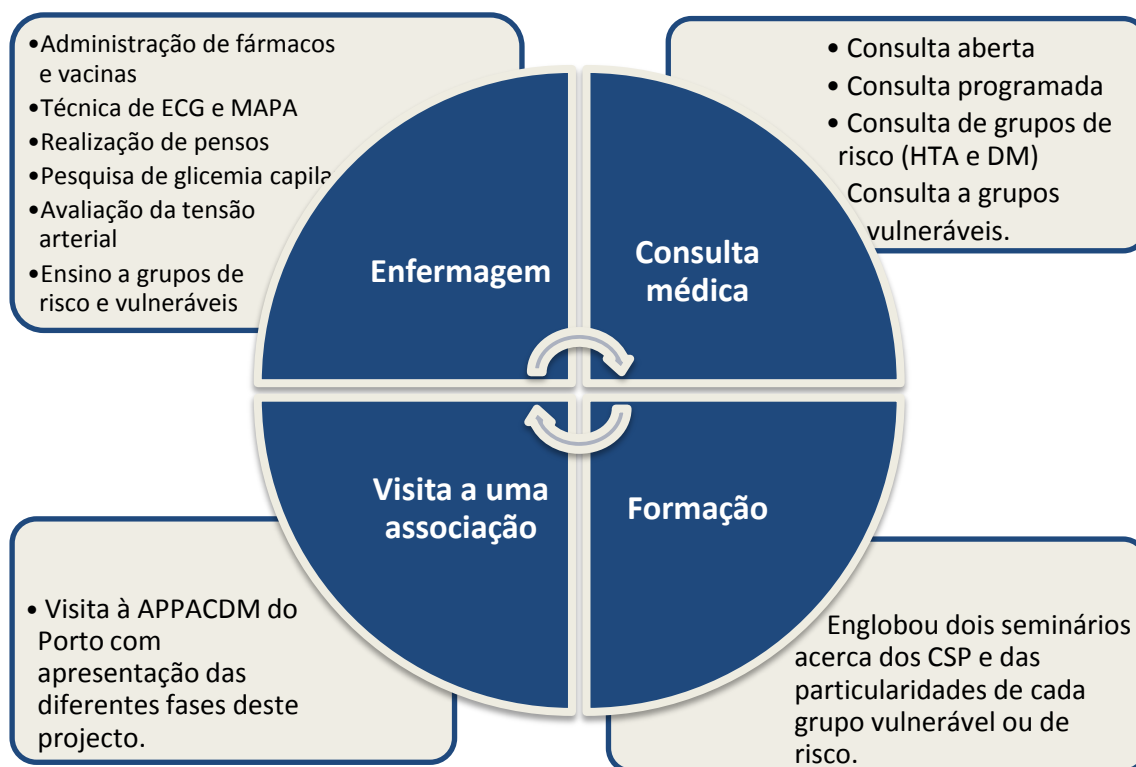 •Administração de fármacos
e vacinas
•Técnica de ECG e MAPA
•Realização de pensos
•Pesquisa de glicemia capila
•Avaliação da tensão
arterial
•Ensino a grupos de
risco e vulneráveis
• Consulta aberta
• Consulta programada
• Consulta de grupos de
risco (HTA e DM)
Consulta a grupos
vulneráveis.
Enfermagem
Consulta
médica
Visita a uma
associação
Formação
• Visita à APPACDM do
Porto com
apresentação das
diferentes fases deste
projecto.
Englobou dois seminários
acerca dos CSP e das
particularidades de cada
grupo vulnerável ou de
risco.